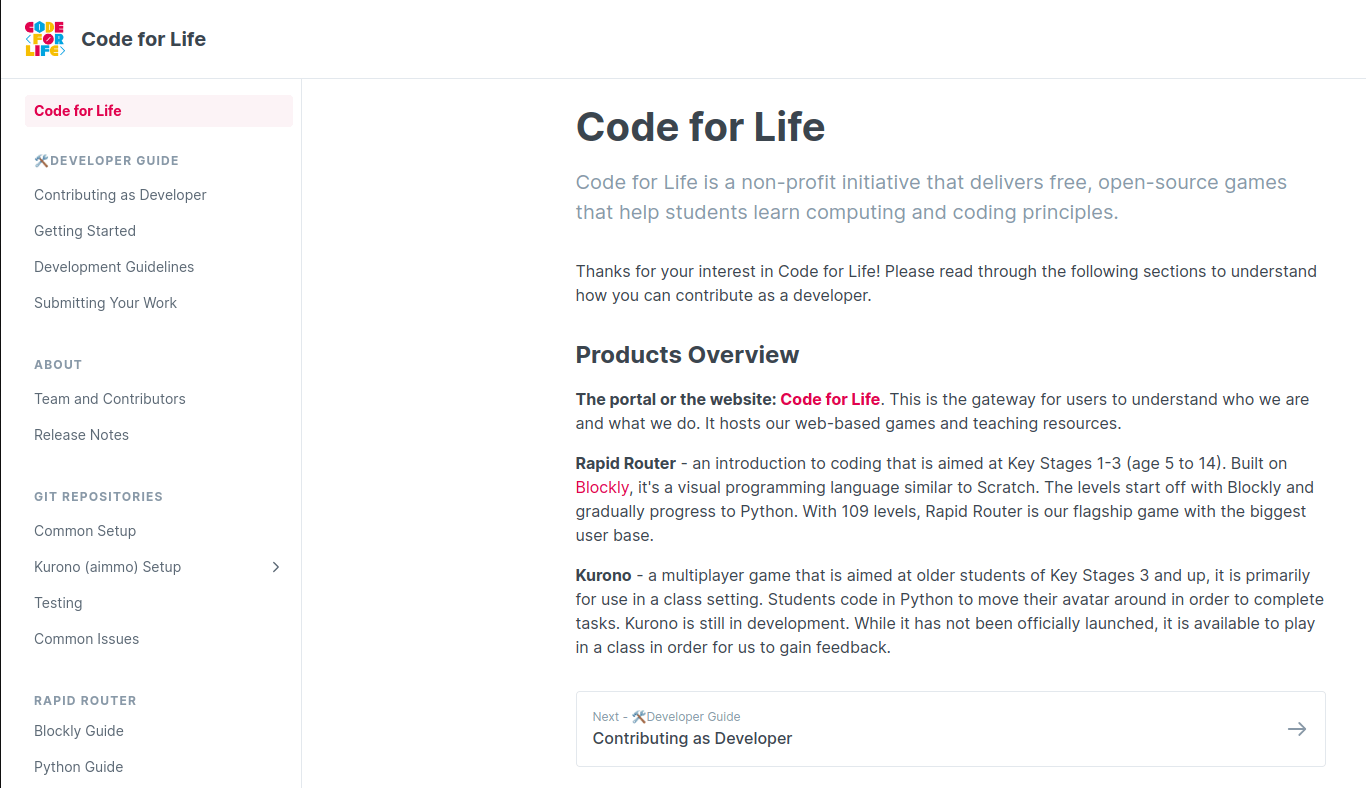 CODE
FOR
LIFE
Code for Life
Code for Life
🛠️DEVELOPER GUIDE
Contributing as Developer
Getting Started
Development Guidelines
Submitting Your Work
ABOUT
Team and Contributors
Release Notes
GIT REPOSITORIES
Common Setup
Kurono (aimmo) Setup
Testing
Common Issues
RAPID ROUTER
Blockly Guide
Python Guide
Code for Life
Code for Life is a non-profit initiative that delivers free, open-source games
that help students learn computing and coding principles.
Thanks for your interest in Code for Life! Please read through the following sections to understand
how you can contribute as a developer.
Products Overview
The portal or the website: Code for Life. This is the gateway for users to understand who we are
and what we do. It hosts our web-based games and teaching resources.
Rapid Router - an introduction to coding that is aimed at Key Stages 1-3 (age 5 to 14). Built on
Blockly, it's a visual programming language similar to Scratch. The levels start off with Blockly and
gradually progress to Python. With 109 levels, Rapid Router is our flagship game with the biggest
user base.
Kurono - a multiplayer game that is aimed at older students of Key Stages 3 and up, it is primarily
for use in a class setting. Students code in Python to move their avatar around in order to complete
tasks. Kurono is still in development. While it has not been officially launched, it is available to play
in a class in order for us to gain feedback.
Next - 🛠️Developer Guide
Contributing as Developer